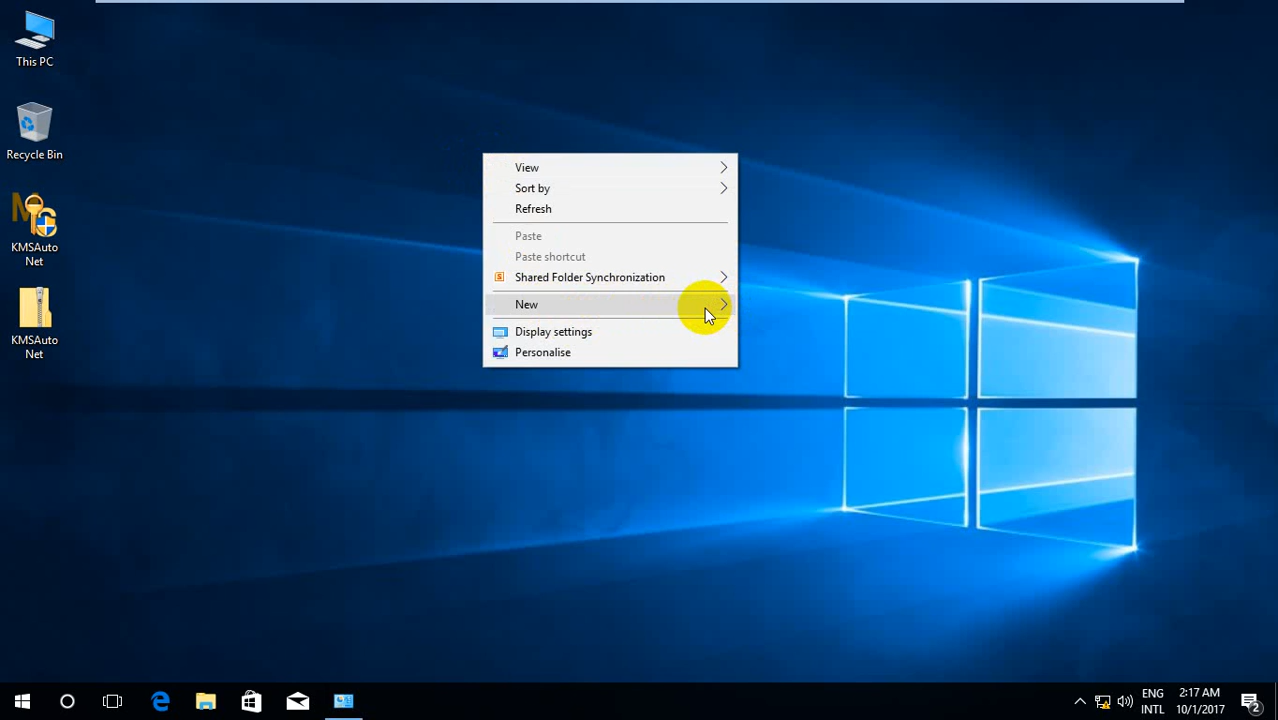 This PC
Recycle Bin
KMSAuto
Net
KMSAuto
Net
View
Sort by
Refresh
Paste
Paste shortcut
Shared Folder Synchronization
New
Display settings
Personalise
ENG
INTL
2:17 AM
10/1/2017
2